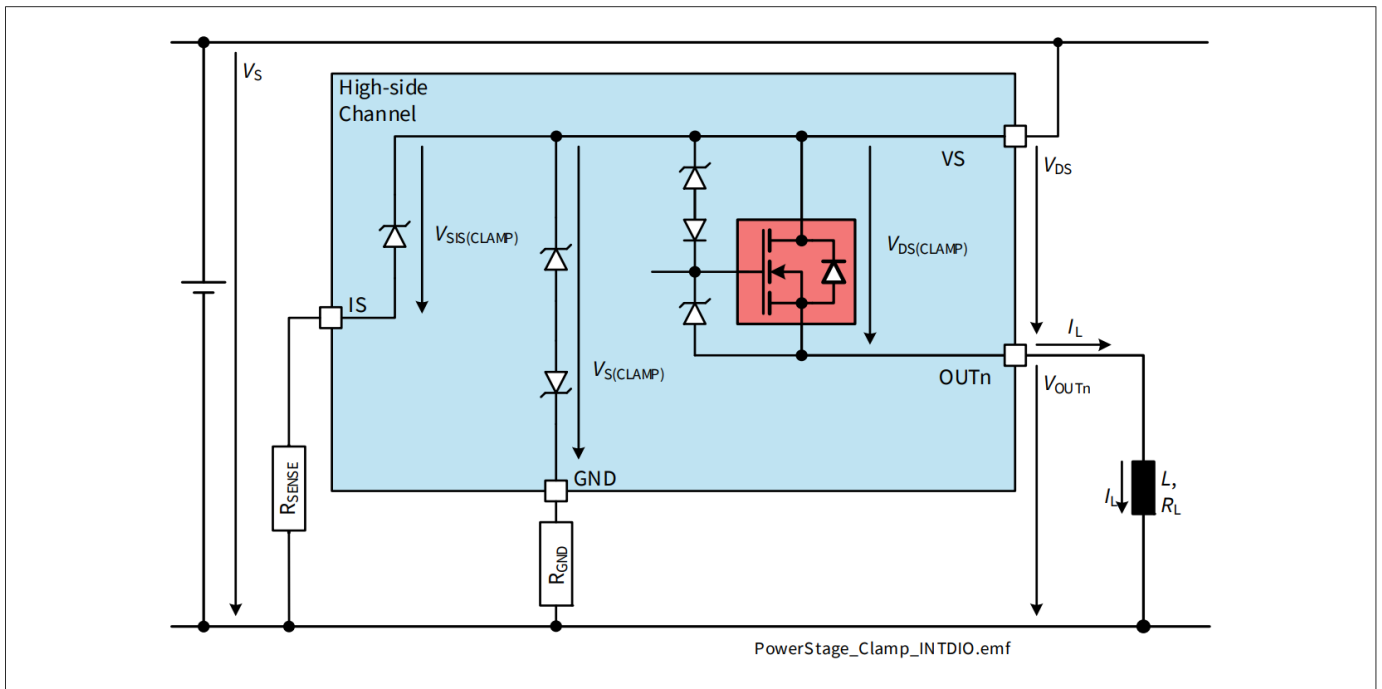 VS
High-side
Channel
VS
VDS
VSIS(CLAMP)
VDS(CLAMP)
IS
IL
VS(CLAMP)
OUTn
VOUTn
GND
RSENSE
L,
IL
RL
RGND
PowerStage_Clamp_INTDIO.emf